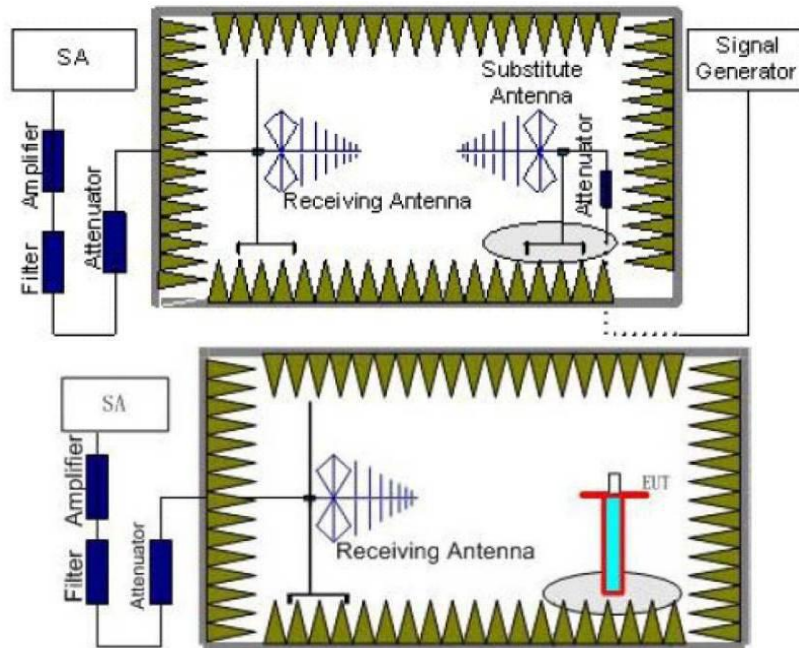 SA
Signal
Generator
Substitute
Antenna
Amplifier
Attenuator
Attenuator
Receiving Antenna
Filter
SA
EUT
Amplifier
Receiving Antenna
Filter
Attenuator